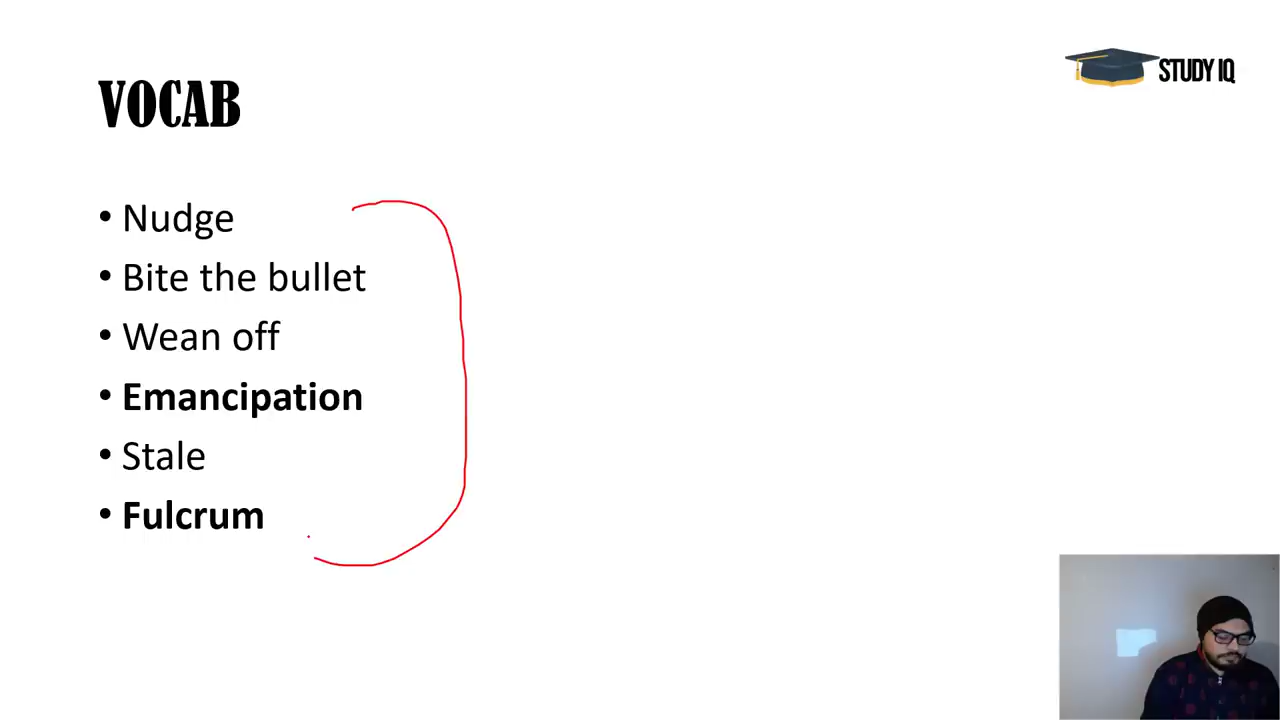 STUDY IQ
VOCAB
• Nudge
• Bite the bullet
• Wean off
• Emancipation
• Stale
• Fulcrum